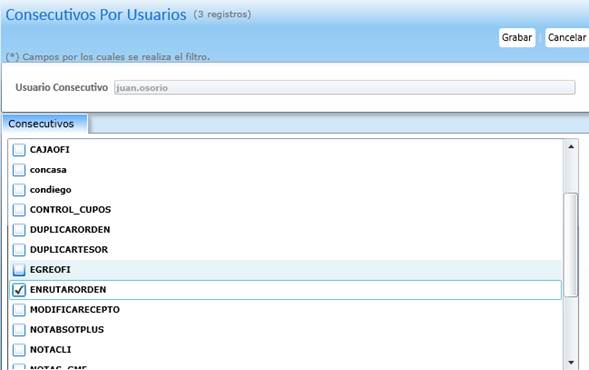 Consecutivos Por Usuarios (3 registros)
Grabar Cancelar
(*) Campos por los cuales se realiza el filtro.
Usuario Consecutivo juan.osorio
Consecutivos
CAJAOFI
concasa
condiego
CONTROL_CUPOS
DUPLICARORDEN
DUPLICARTESOR
EGREOFI
ENRUTARORDEN
MODIFICARECEPTO
NOTABSOTPLUS
NOTACLI
NOTAS_GMF